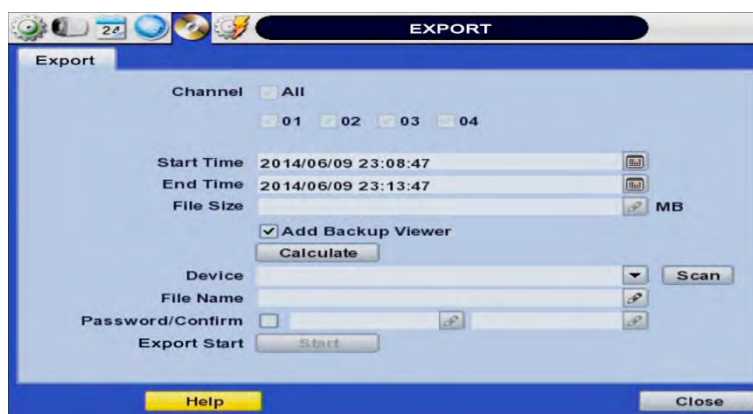 24
EXPORT
Export
Channel All
01 02 03 04
Start Time 2014/06/09 23:08:47
End Time 2014/06/09 23:13:47
File Size MB
Add Backup Viewer
Calculate
Device Scan
File Name
Password/Confirm
Export Start Start
Help Close